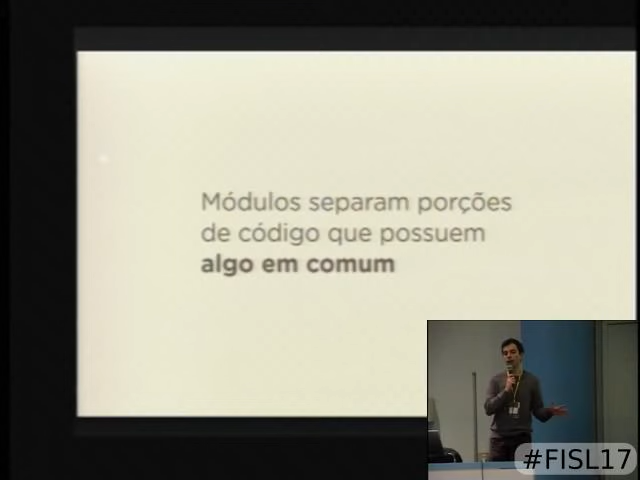 Módulos separam porções
de código que possuem
algo em comum
#FISL17